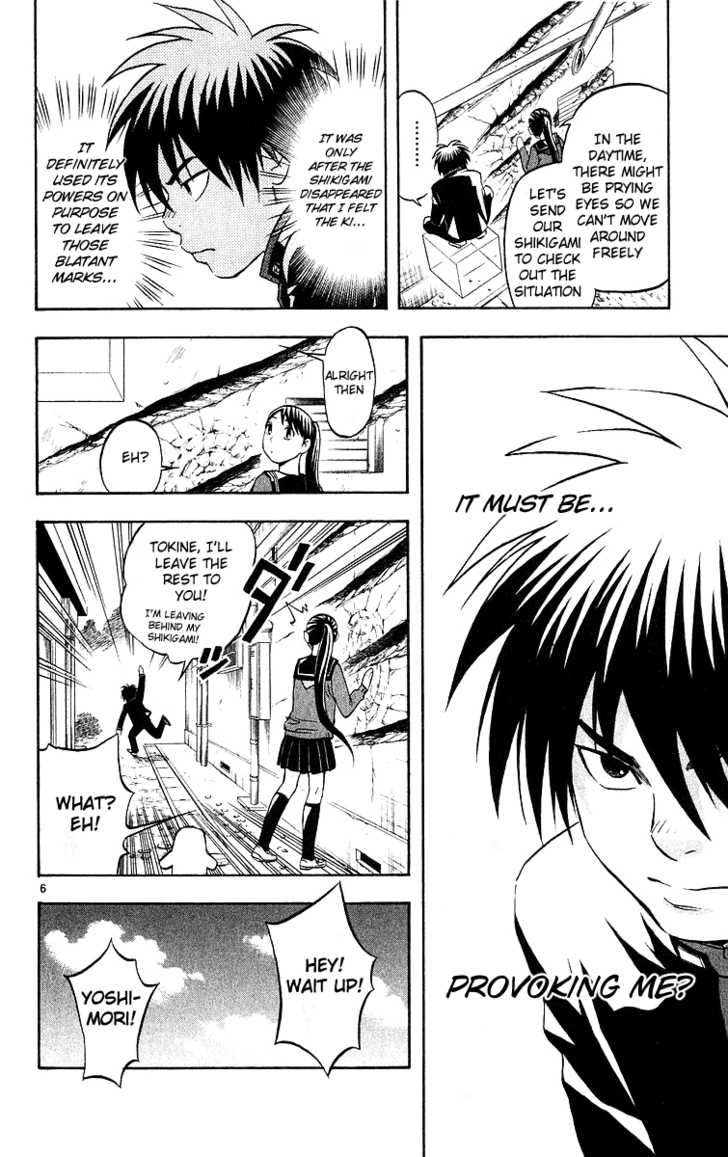 IN THE
DAYTIME,
THERE MIGHT
BE PRYING
EYES SO WE
CAN'T MOVE
AROUND
FREELY
LET'S
SEND
OUR
SHIKIGAMI
TO CHECK
OUT THE
SITUATION
.........
IT WAS
ONLY
AFTER THE
SHIKIGAMI
DISAPPEARED
THAT I FELT
THE KI...
IT
DEFINITELY
USED ITS
POWERS ON
PURPOSE
TO LEAVE
THOSE
BLATANT
MARKS...
IT MUST BE...
PROVOKING ME?
ALRIGHT
THEN
EH?
TOKINE, I'LL
LEAVE THE
REST TO
YOU!
I'M LEAVING
BEHIND MY
SHIKIGAMI!
ダッ
WHAT?
EH!
6
HEY!
WAIT UP!
YOSHI-
MORI!